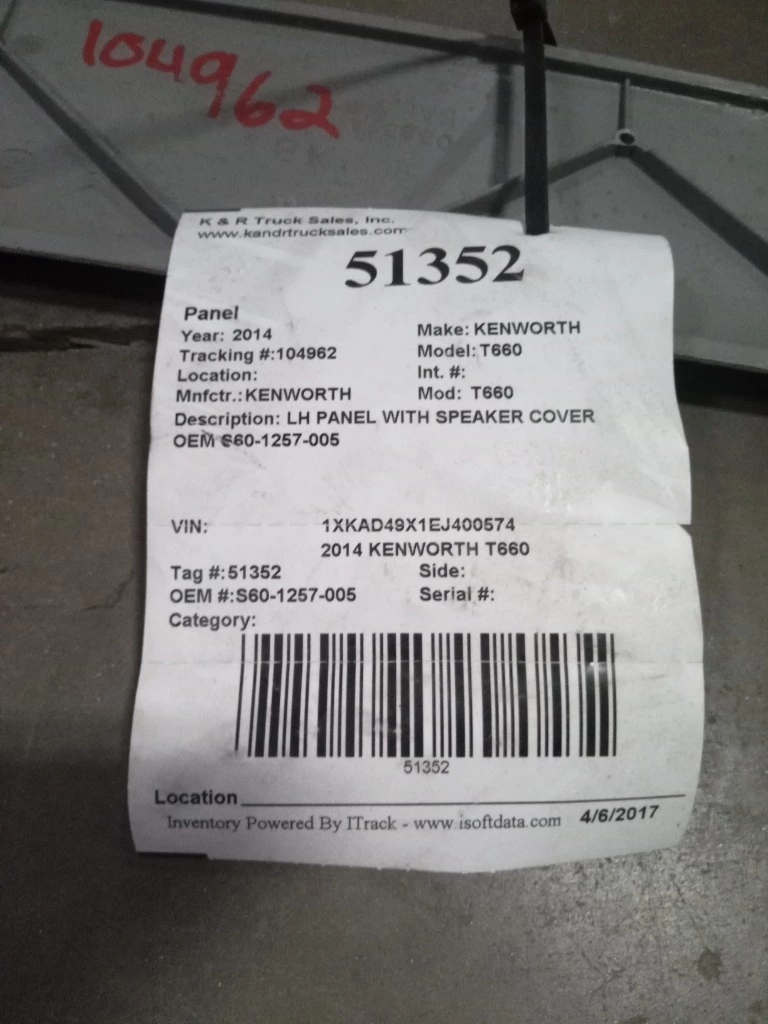 104962
K & R Truck Sales, Inc.
www.kandrtrucksales.com
51352
Panel
Year: 2014 Make: KENWORTH
Tracking #:104962 Model: T660
Location: Int. #:
Mnfctr.: KENWORTH Mod: T660
Description: LH PANEL WITH SPEAKER COVER
OEM S60-1257-005
VIN: 1XKAD49X1EJ400574
2014 KENWORTH T660
Tag #:51352 Side:
OEM #:S60-1257-005 Serial #:
Category:
51352
Location
Inventory Powered By ITrack - www.isoftdata.com 4/6/2017